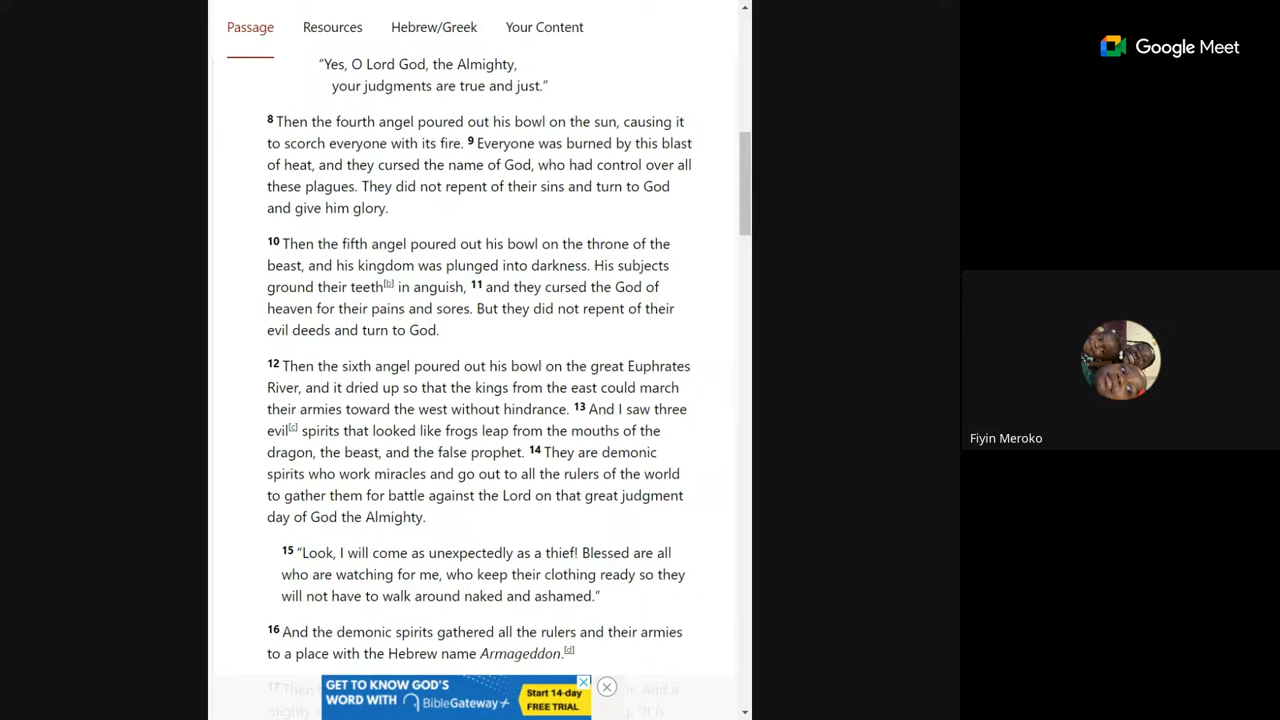 Passage
Resources
Hebrew/Greek
Your Content
Google Meet
“Yes, O Lord God, the Almighty,
your judgments are true and just.”
8 Then the fourth angel poured out his bowl on the sun, causing it
to scorch everyone with its fire. 9 Everyone was burned by this blast
of heat, and they cursed the name of God, who had control over all
these plagues. They did not repent of their sins and turn to God
and give him glory.
10 Then the fifth angel poured out his bowl on the throne of the
beast, and his kingdom was plunged into darkness. His subjects
ground their teeth[b] in anguish, 11 and they cursed the God of
heaven for their pains and sores. But they did not repent of their
evil deeds and turn to God.
12 Then the sixth angel poured out his bowl on the great Euphrates
River, and it dried up so that the kings from the east could march
their armies toward the west without hindrance. 13 And I saw three
evil[c] spirits that looked like frogs leap from the mouths of the
dragon, the beast, and the false prophet. 14 They are demonic
spirits who work miracles and go out to all the rulers of the world
to gather them for battle against the Lord on that great judgment
day of God the Almighty.
15 “Look, I will come as unexpectedly as a thief! Blessed are all
who are watching for me, who keep their clothing ready so they
will not have to walk around naked and ashamed.”
16 And the demonic spirits gathered all the rulers and their armies
to a place with the Hebrew name Armageddon.[d]
17 Then
ir. And a
mighty s
g, “It is
GET TO KNOW GOD'S
WORD WITH BIBLEGATEWAY+
Start 14-day
FREE TRIAL
Fiyin Meroko